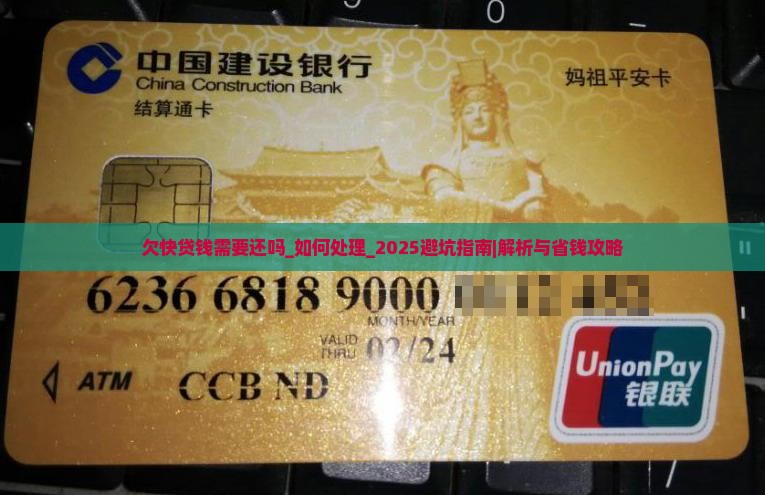 0
中国建设银行
China Construction Bank
结算通卡
妈祖平安卡
欠快贷钱需要还吗_如何处理_2025避坑指南|解析与省钱攻略
6236 6818 9000
MONTH/YEAR
VALID
THRU
02/24
ATM
CCB ND
UnionPay
银联